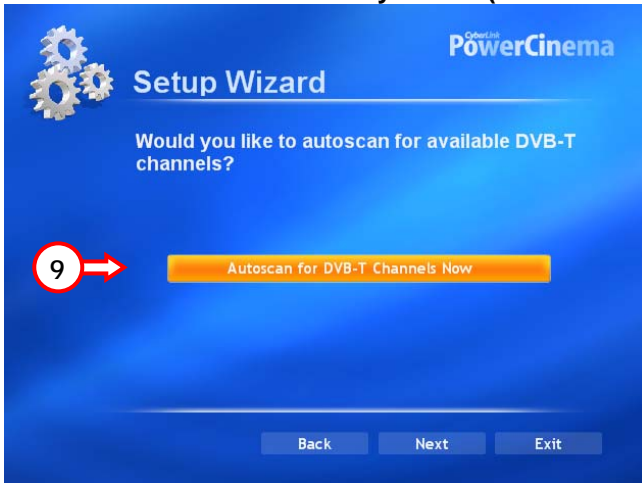 CyberLink
PowerCinema
Setup Wizard
Would you like to autoscan for available DVB-T
channels?
9
Autoscan for DVB-T Channels Now
Back Next Exit